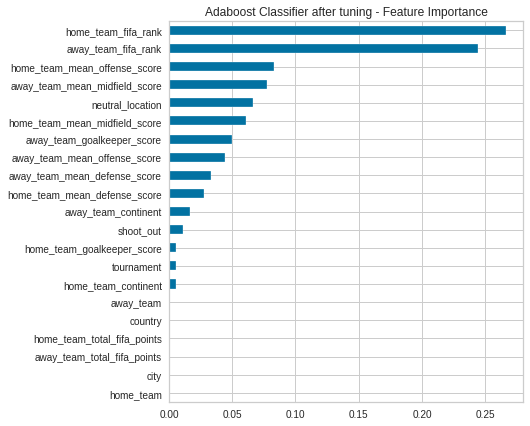 Adaboost Classifier after tuning - Feature Importance
home_team_fifa_rank
away_team_fifa_rank
home_team_mean_offense_score
away_team_mean_midfield_score
neutral_location
home_team_mean_midfield_score
away_team_goalkeeper_score
away_team_mean_offense_score
away_team_mean_defense_score
home_team_mean_defense_score
away_team_continent
shoot_out
home_team_goalkeeper_score
tournament
home_team_continent
away_team
country
home_team_total_fifa_points
away_team_total_fifa_points
city
home_team
0.00 0.05 0.10 0.15 0.20 0.25